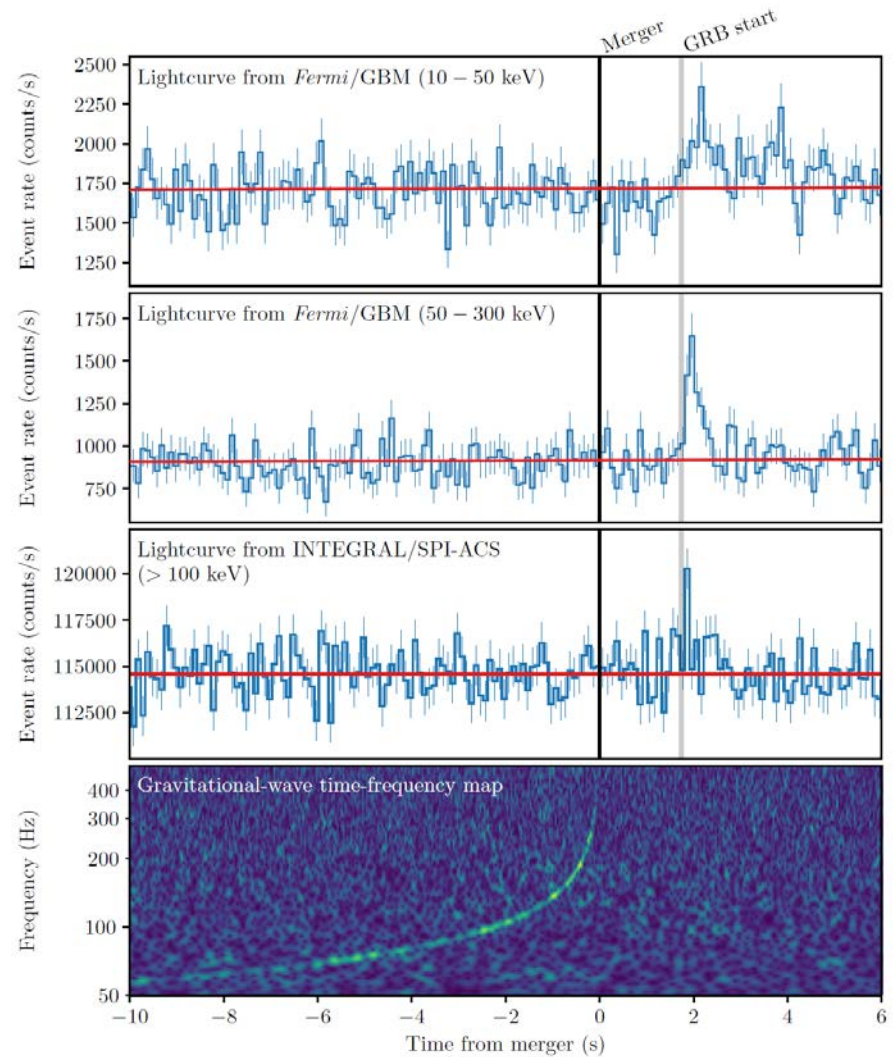 Merger
GRB start
Lightcurve from Fermi/GBM (10 − 50 keV)
Event rate (counts/s)
2500
2250
2000
1750
1500
1250
Lightcurve from Fermi/GBM (50 − 300 keV)
Event rate (counts/s)
1750
1500
1250
1000
750
Lightcurve from INTEGRAL/SPI-ACS
(> 100 keV)
Event rate (counts/s)
120000
117500
115000
112500
Gravitational-wave time-frequency map
Frequency (Hz)
400
300
200
100
50
−10 −8 −6 −4 −2 0 2 4 6
Time from merger (s)